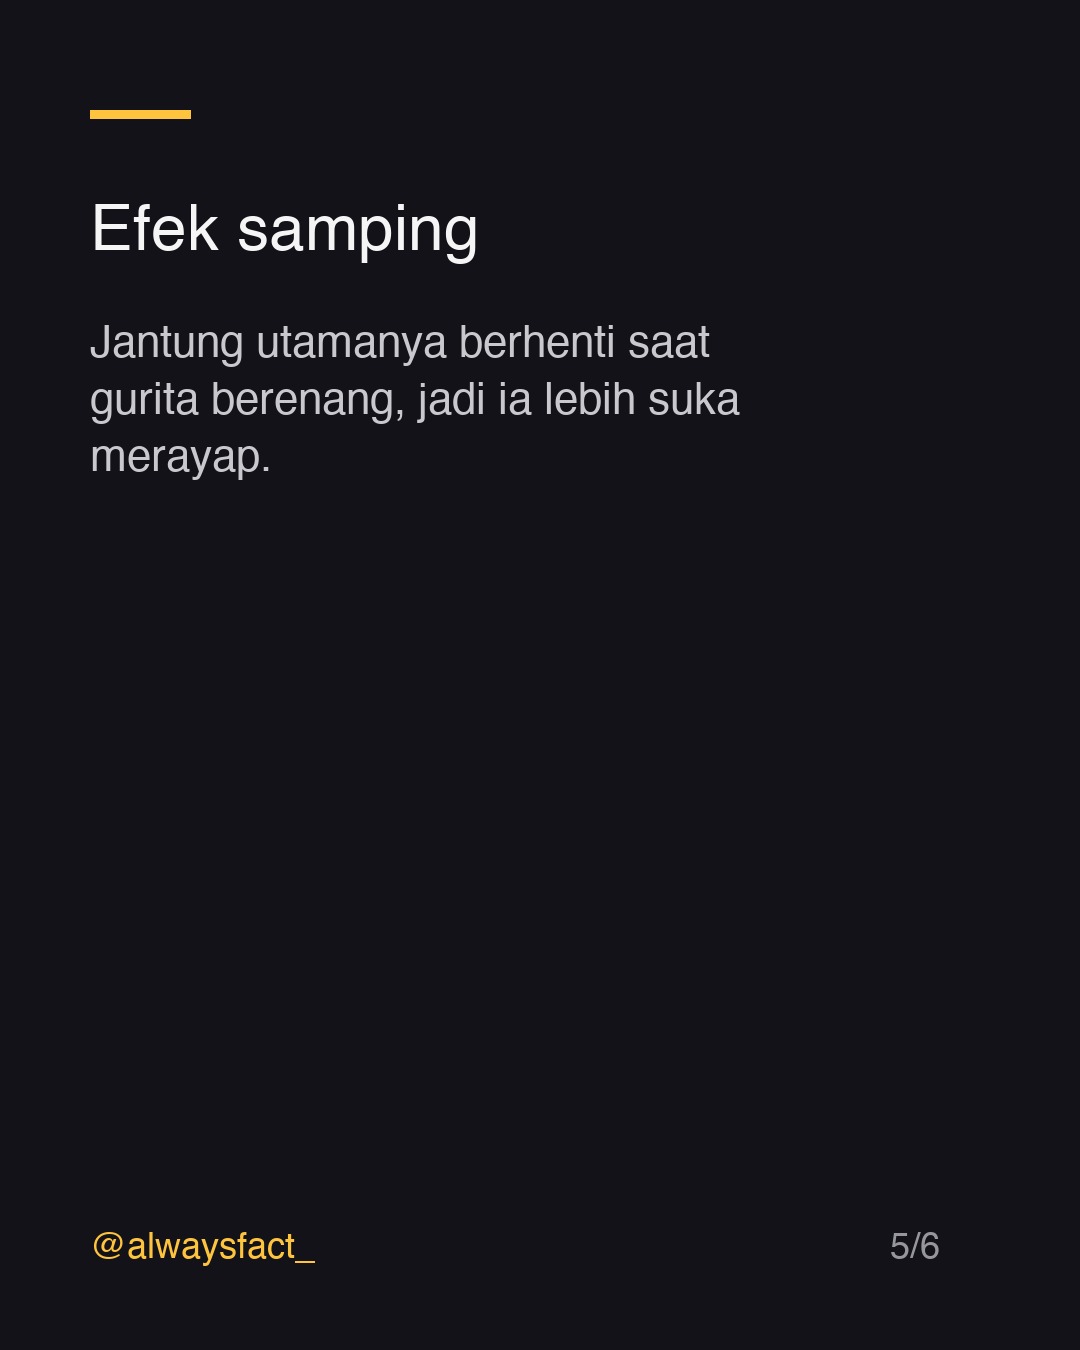 Efek samping
Jantung utamanya berhenti saat
gurita berenang, jadi ia lebih suka
merayap.
@alwaysfact_
5/6